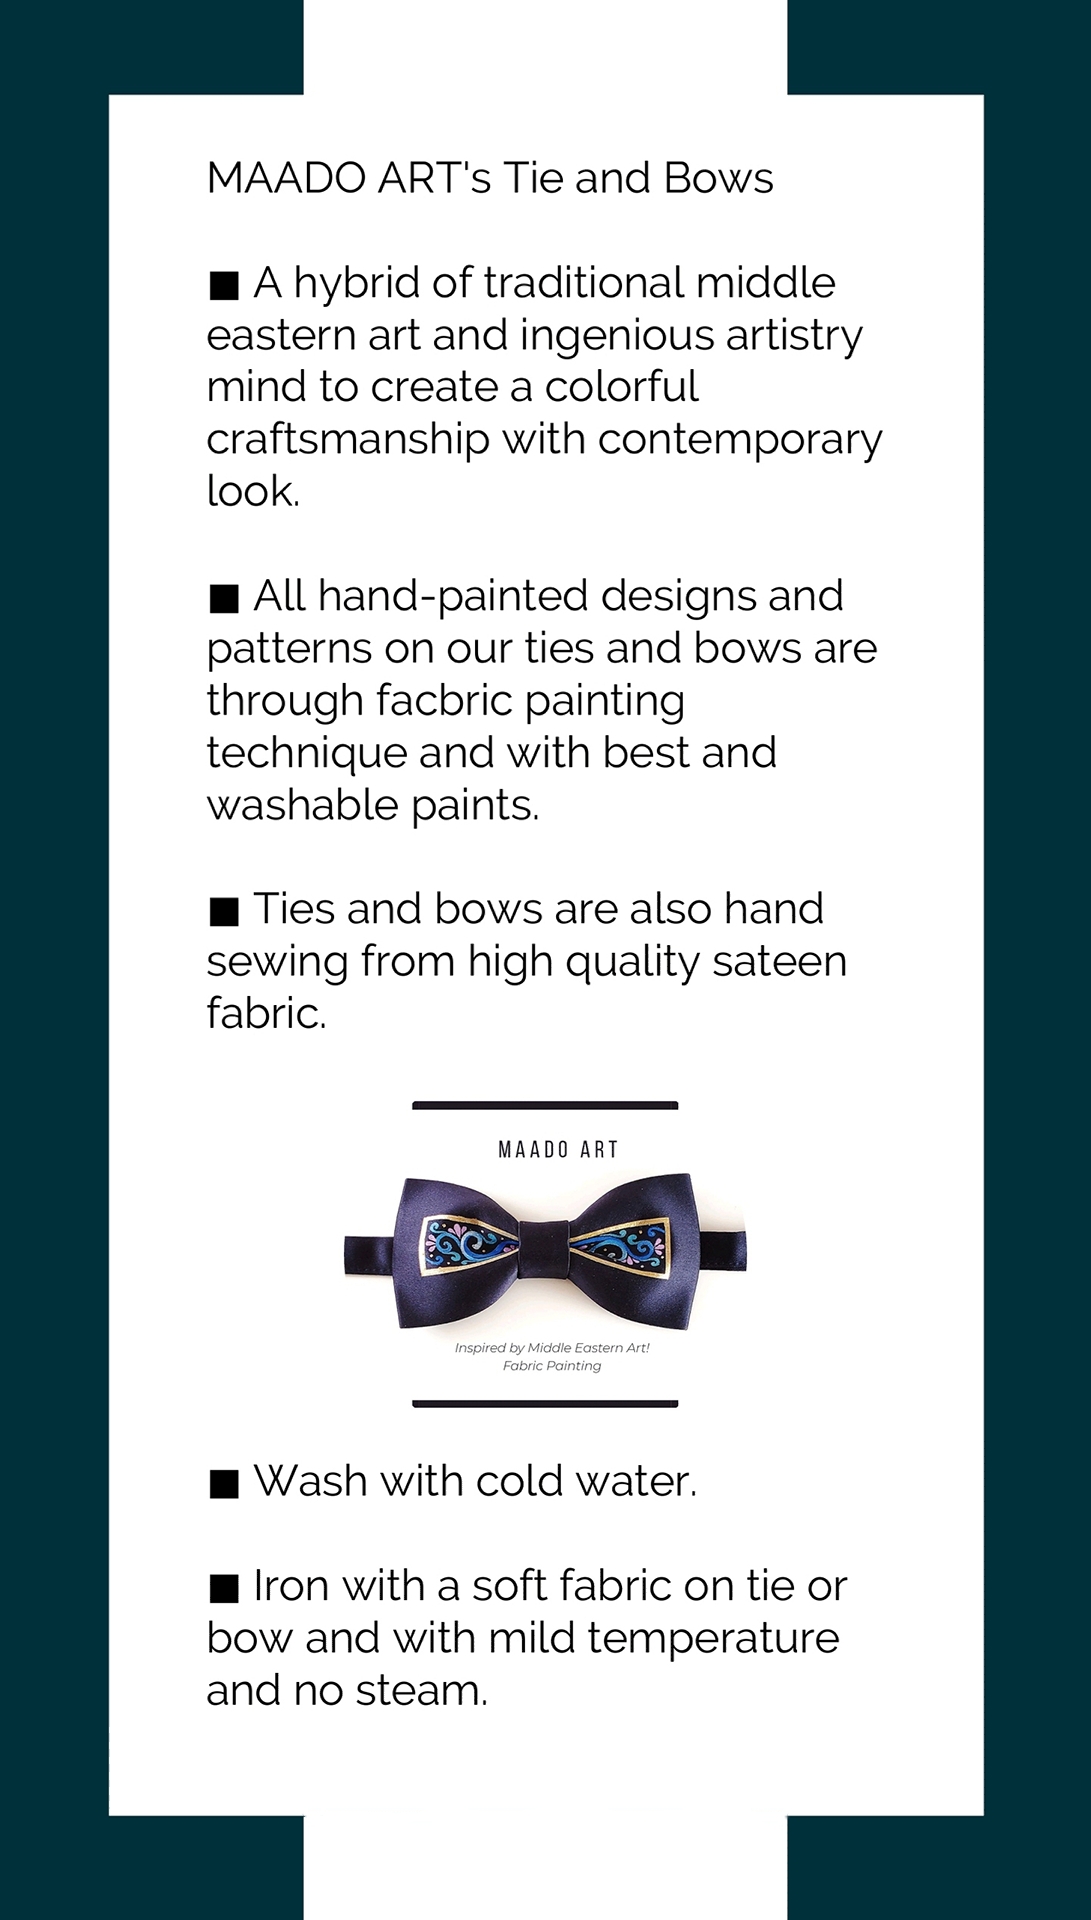 MAADO ART's Tie and Bows
■ A hybrid of traditional middle
eastern art and ingenious artistry
mind to create a colorful
craftsmanship with contemporary
look.
■ All hand-painted designs and
patterns on our ties and bows are
through facbric painting
technique and with best and
washable paints.
■ Ties and bows are also hand
sewing from high quality sateen
fabric.
MAADO ART
Inspired by Middle Eastern Art!
Fabric Painting
■ Wash with cold water.
■ Iron with a soft fabric on tie or
bow and with mild temperature
and no steam.